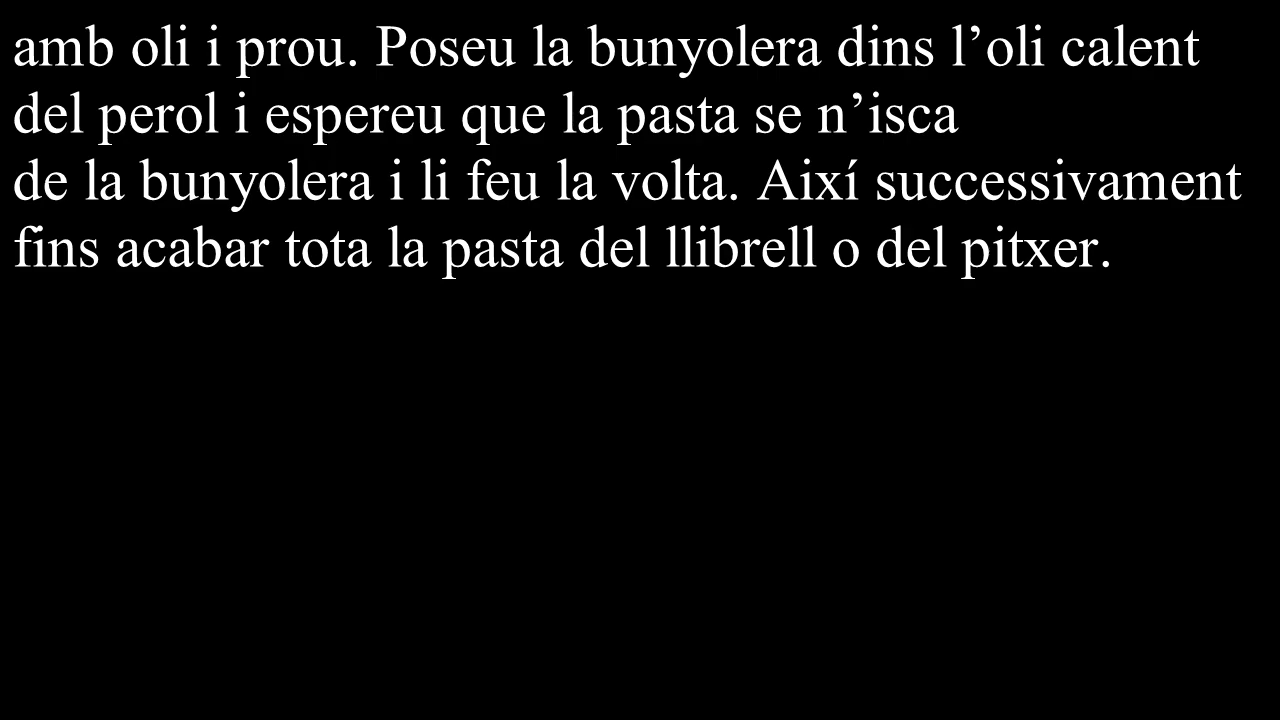 amb oli i prou. Poseu la bunyolera dins l’oli calent
del perol i espereu que la pasta se n’isca
de la bunyolera i li feu la volta. Així successivament
fins acabar tota la pasta del llibrell o del pitxer.